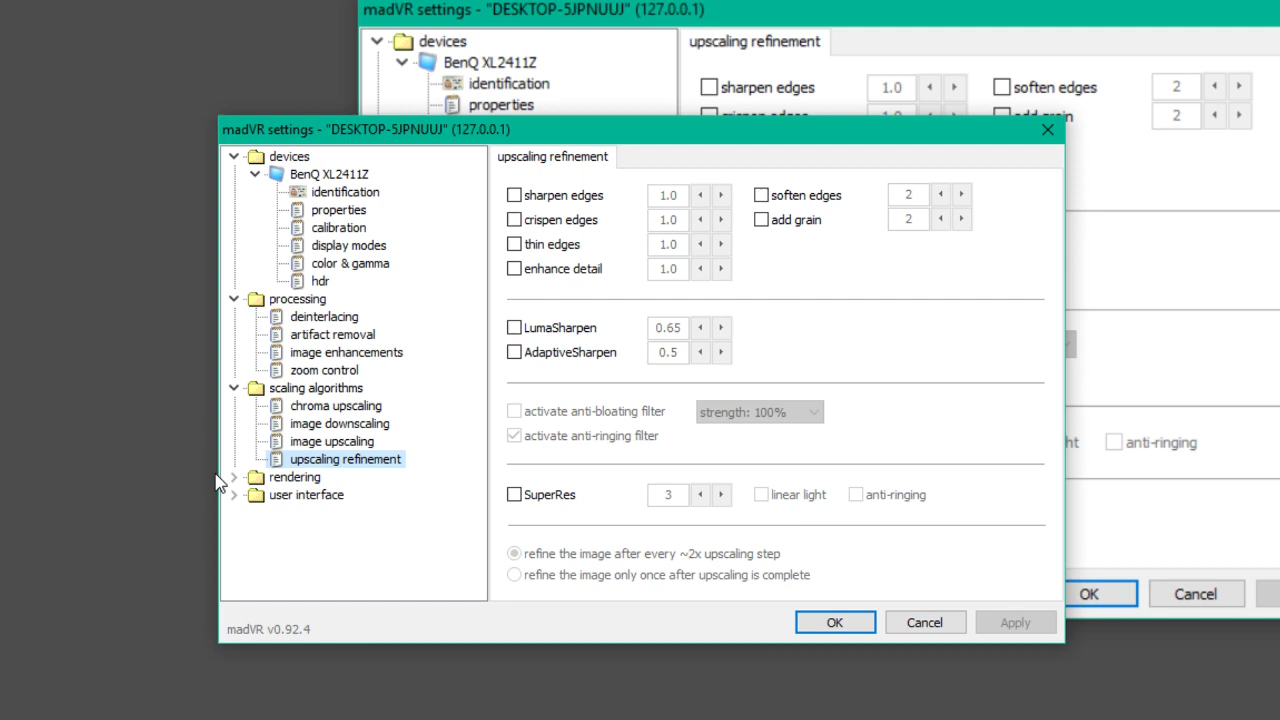 madVR settings - "DESKTOP-5JPNUUJ" (127.0.0.1)
devices
BenQ XL2411Z
identification
properties
upscaling refinement
sharpen edges 1.0
soften edges 2
add grain 2
ht
anti-ringing
OK
Cancel
madVR settings - "DESKTOP-5JPNUUJ" (127.0.0.1)
devices
BenQ XL2411Z
identification
properties
calibration
display modes
color & gamma
hdr
processing
deinterlacing
artifact removal
image enhancements
zoom control
scaling algorithms
chroma upscaling
image downscaling
image upscaling
upscaling refinement
rendering
user interface
upscaling refinement
sharpen edges 1.0
soften edges 2
crispen edges 1.0
add grain 2
thin edges 1.0
enhance detail 1.0
LumaSharpen 0.65
AdaptiveSharpen 0.5
activate anti-bloating filter strength: 100%
activate anti-ringing filter
SuperRes 3 linear light anti-ringing
refine the image after every ~2x upscaling step
refine the image only once after upscaling is complete
madVR v0.92.4
OK
Cancel
Apply